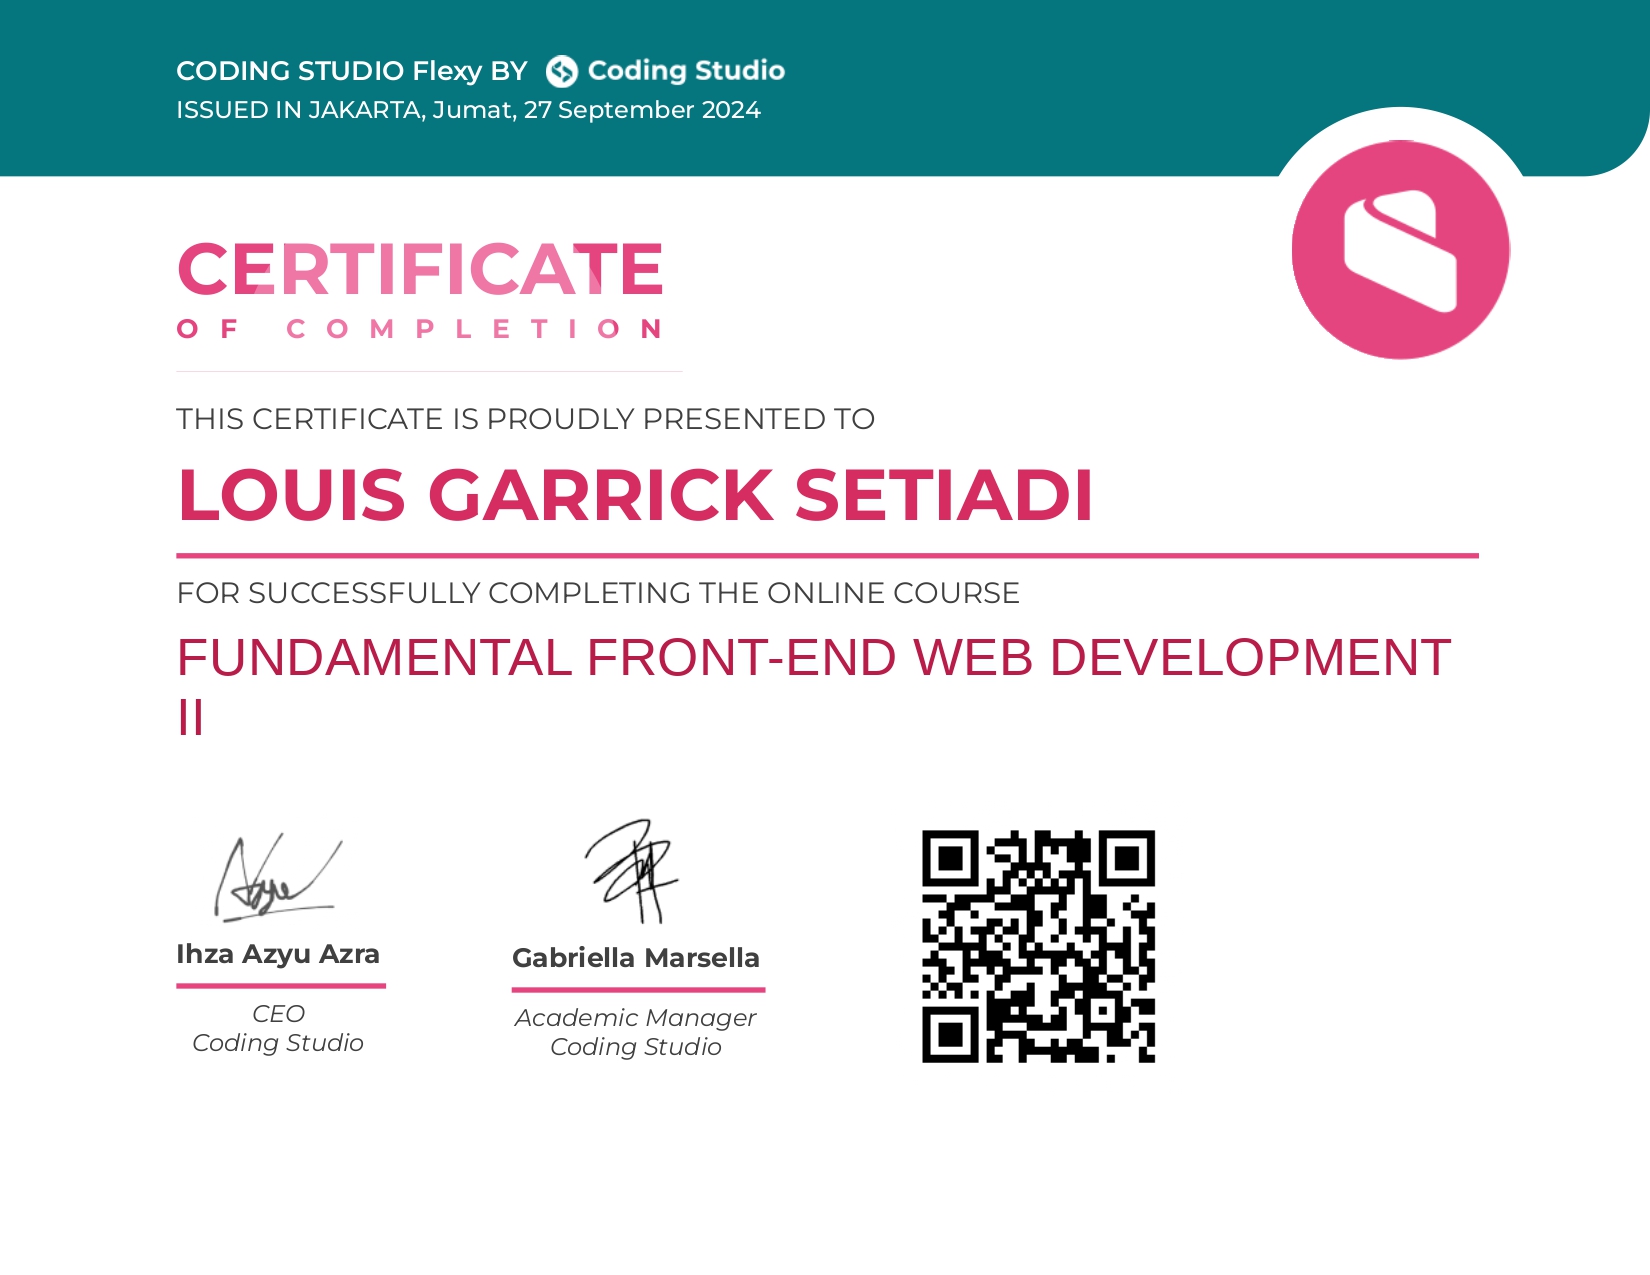 CODING STUDIO Flexy BY Coding Studio
ISSUED IN JAKARTA, Jumat, 27 September 2024
CERTIFICATE
OF COMPLETION
THIS CERTIFICATE IS PROUDLY PRESENTED TO
LOUIS GARRICK SETIADI
FOR SUCCESSFULLY COMPLETING THE ONLINE COURSE
FUNDAMENTAL FRONT-END WEB DEVELOPMENT
II
Ihza Azyu Azra
CEO
Coding Studio
Gabriella Marsella
Academic Manager
Coding Studio